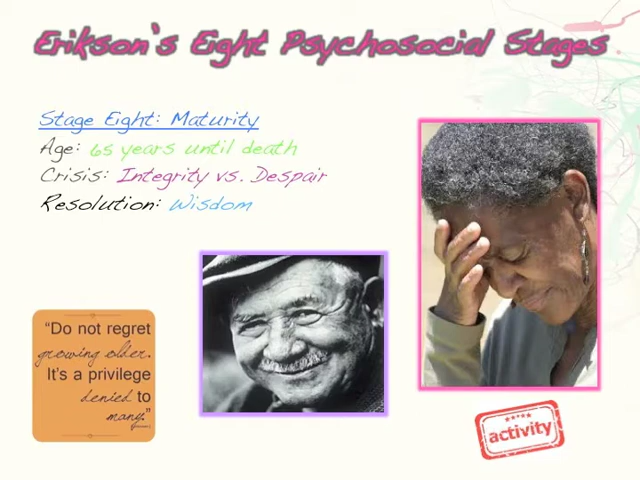 Erikson's Eight Psychosocial Stages
Stage Eight: Maturity
Age: 65 years until death
Crisis: Integrity vs. Despair
Resolution: Wisdom
"Do not regret
growing older.
It's a privilege
denied to
many."
activity